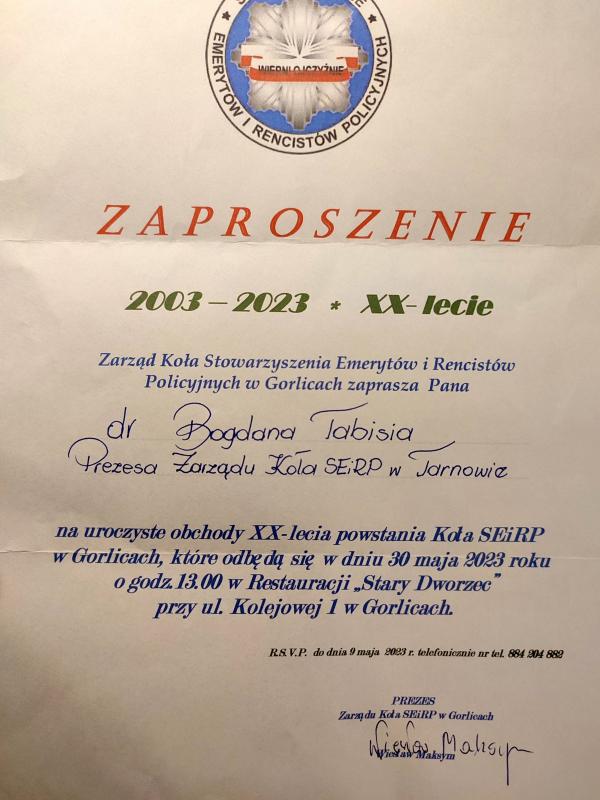 EMERYTÓW I RENCISTÓW POLICYJNYCH
WIERNI OJCZYŹNIE
ZAPROSZENIE
2003 – 2023 * XX-lecie
Zarząd Koła Stowarzyszenia Emerytów i Rencistów
Policyjnych w Gorlicach zaprasza Pana
dr Bogdana Tabisia
Prezesa Zarządu Koła SEiRP w Tarnowie
na uroczyste obchody XX-lecia powstania Koła SEiRP
w Gorlicach, które odbędą się w dniu 30 maja 2023 roku
o godz.13.00 w Restauracji „Stary Dworzec”
przy ul. Kolejowej 1 w Gorlicach.
R.S.V.P. do dnia 9 maja 2023 r. telefonicznie nr tel. 884 204 882
PREZES
Zarządu Koła SEiRP w Gorlicach
Wiesław Maksym
Wiesław Maksym